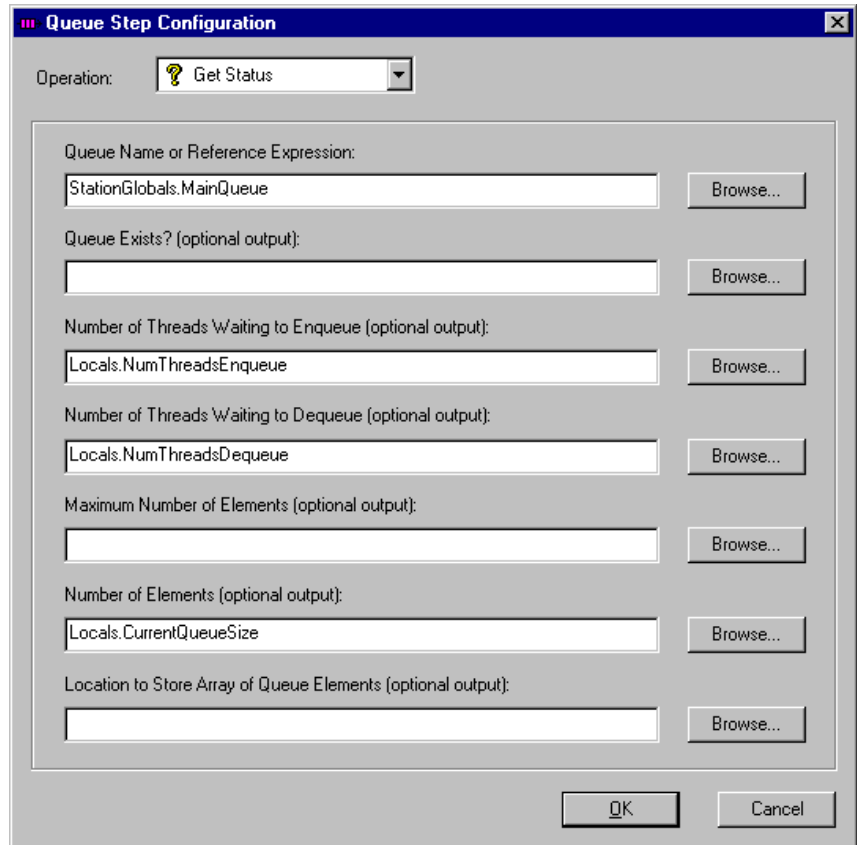 Queue Step Configuration
Operation: Get Status
Queue Name or Reference Expression:
StationGlobals.MainQueue Browse...
Queue Exists? (optional output):
Browse...
Number of Threads Waiting to Enqueue (optional output):
Locals.NumThreadsEnqueue Browse...
Number of Threads Waiting to Dequeue (optional output):
Locals.NumThreadsDequeue Browse...
Maximum Number of Elements (optional output):
Browse...
Number of Elements (optional output):
Locals.CurrentQueueSize Browse...
Location to Store Array of Queue Elements (optional output):
Browse...
OK Cancel